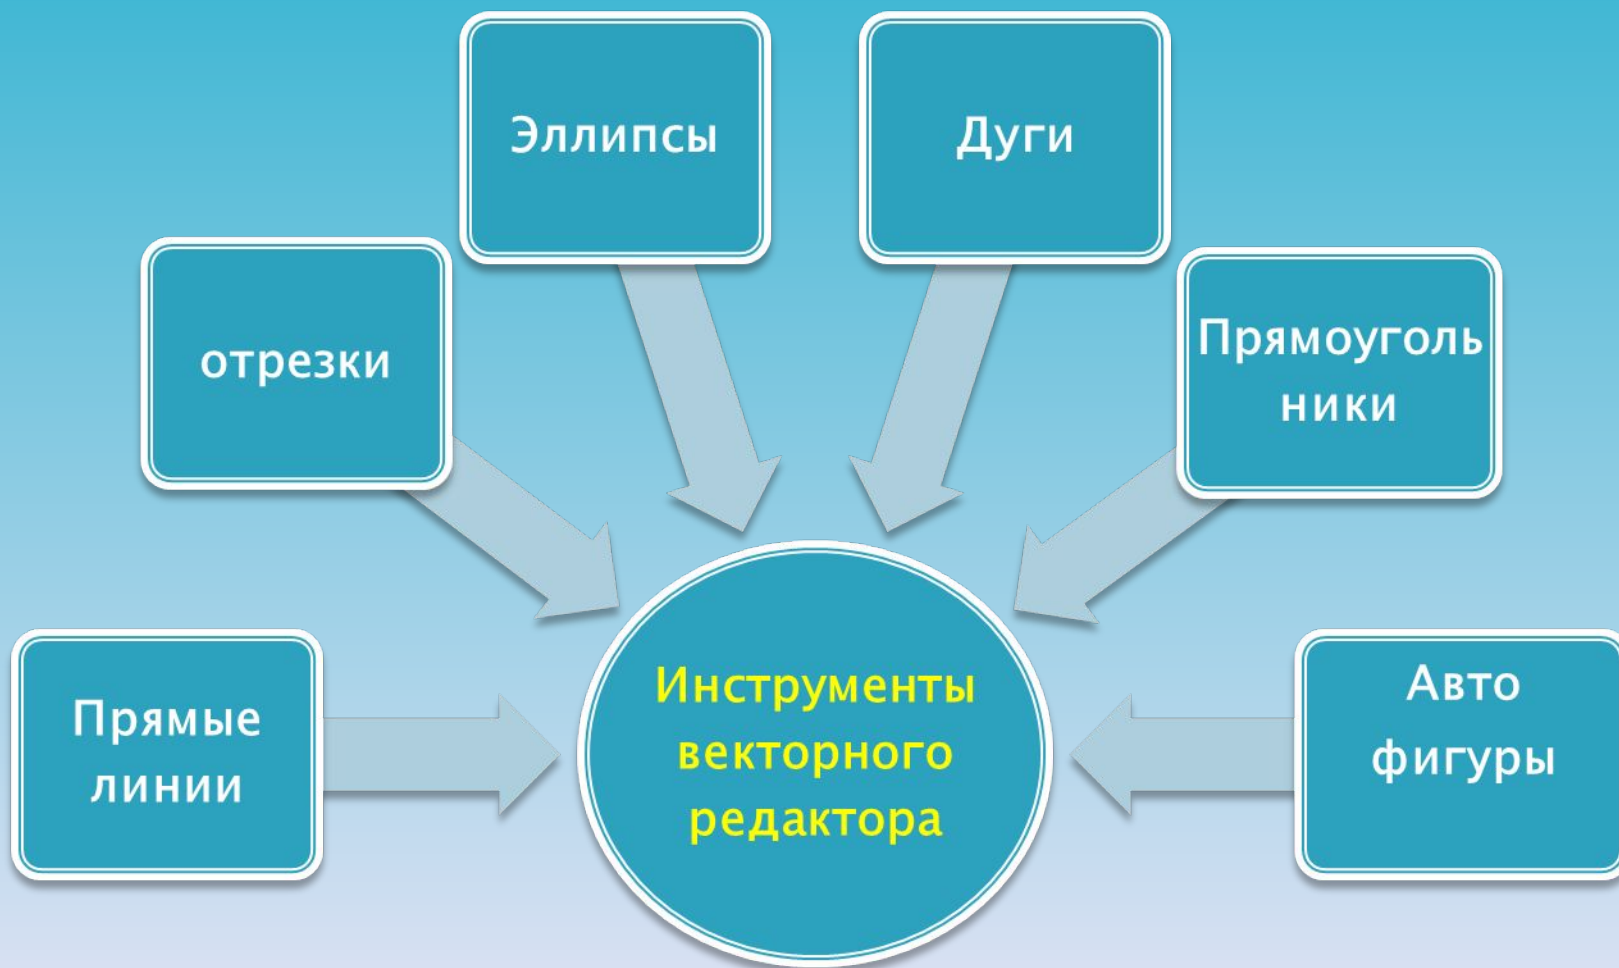 Эллипсы
Дуги
отрезки
Прямоуголь
ники
Прямые
линии
Инструменты
векторного
редактора
Авто
фигуры